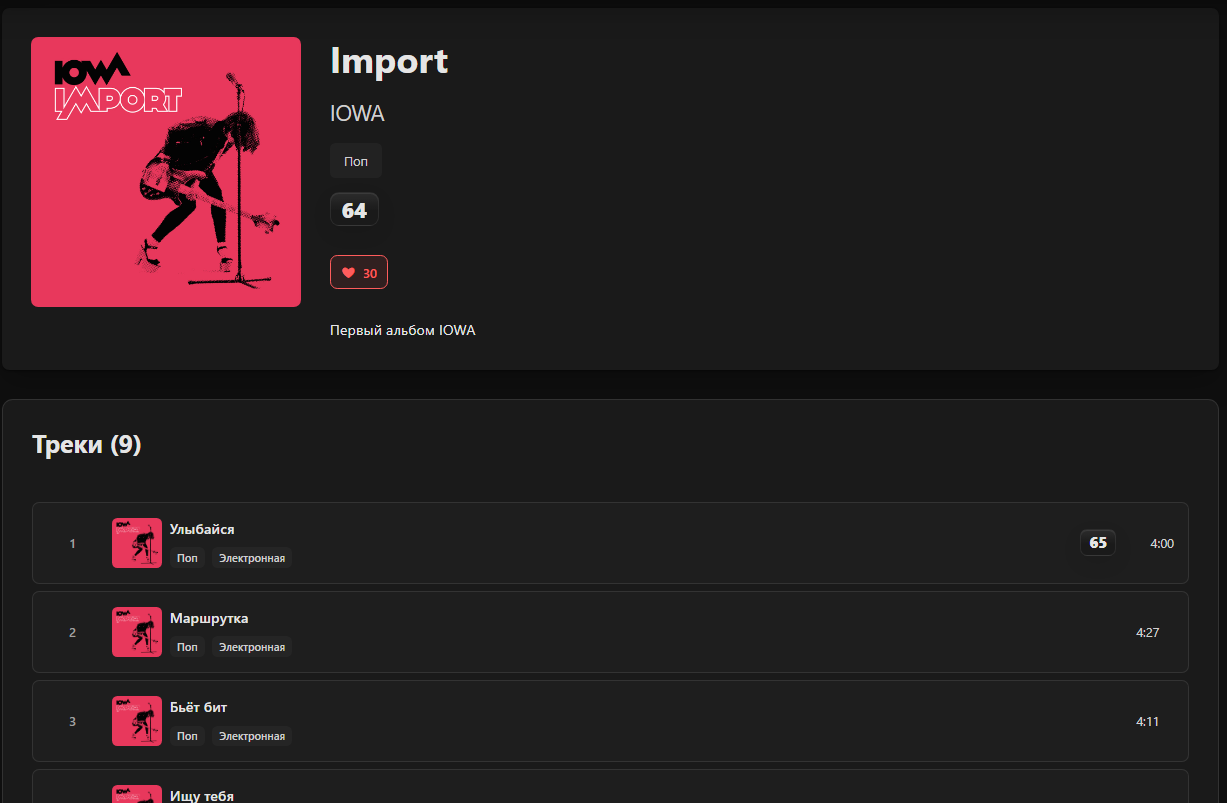 IOWA
IMPORT
Import
IOWA
Поп
64
30
Первый альбом IOWA
Треки (9)
1
Улыбайся
Поп Электронная
65
4:00
2
Маршрутка
Поп Электронная
4:27
3
Бьёт бит
Поп Электронная
4:11
Ищу тебя